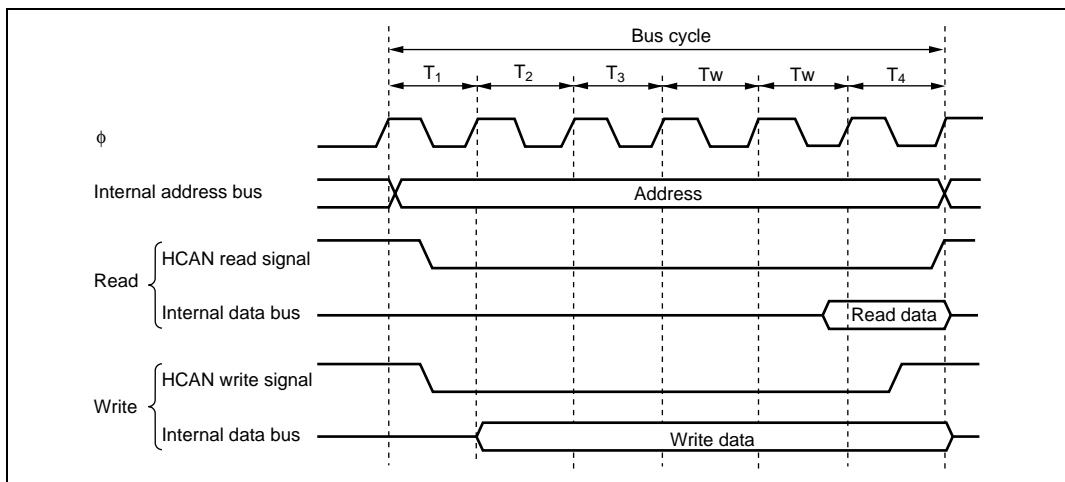 Bus cycle
T1 T2 T3 Tw Tw T4
φ
Internal address bus Address
Read HCAN read signal
Internal data bus Read data
Write HCAN write signal
Internal data bus Write data